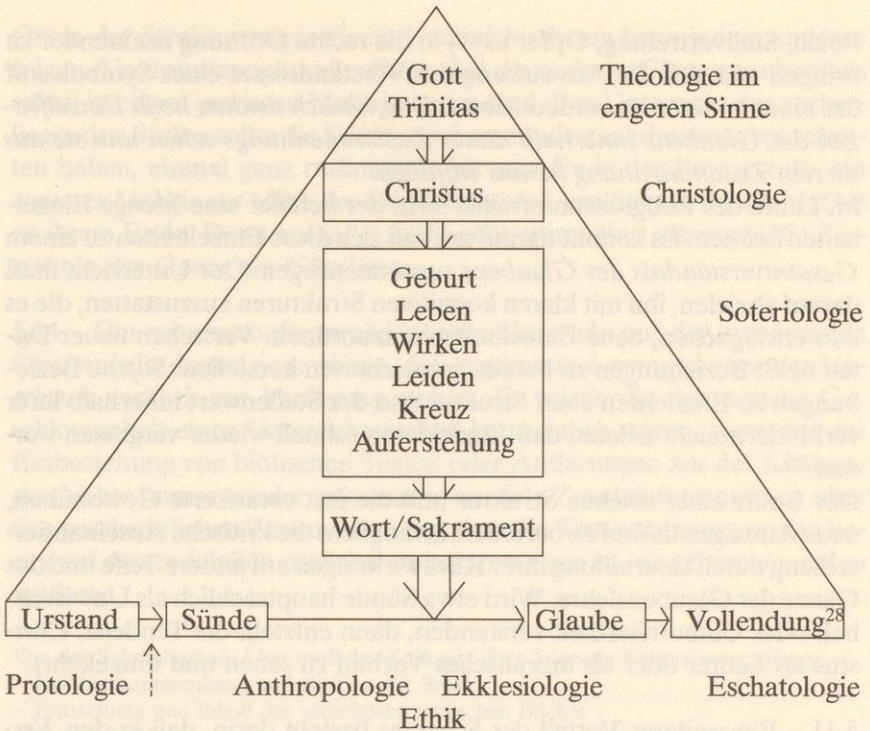 Gott
Trinitas
Theologie im
engeren Sinne
Christus
Christologie
Geburt
Leben
Wirken
Leiden
Kreuz
Auferstehung
Soteriologie
Wort/Sakrament
Urstand
Sünde
Glaube
Vollendung²⁸
Protologie
Anthropologie
Ekklesiologie
Eschatologie
Ethik